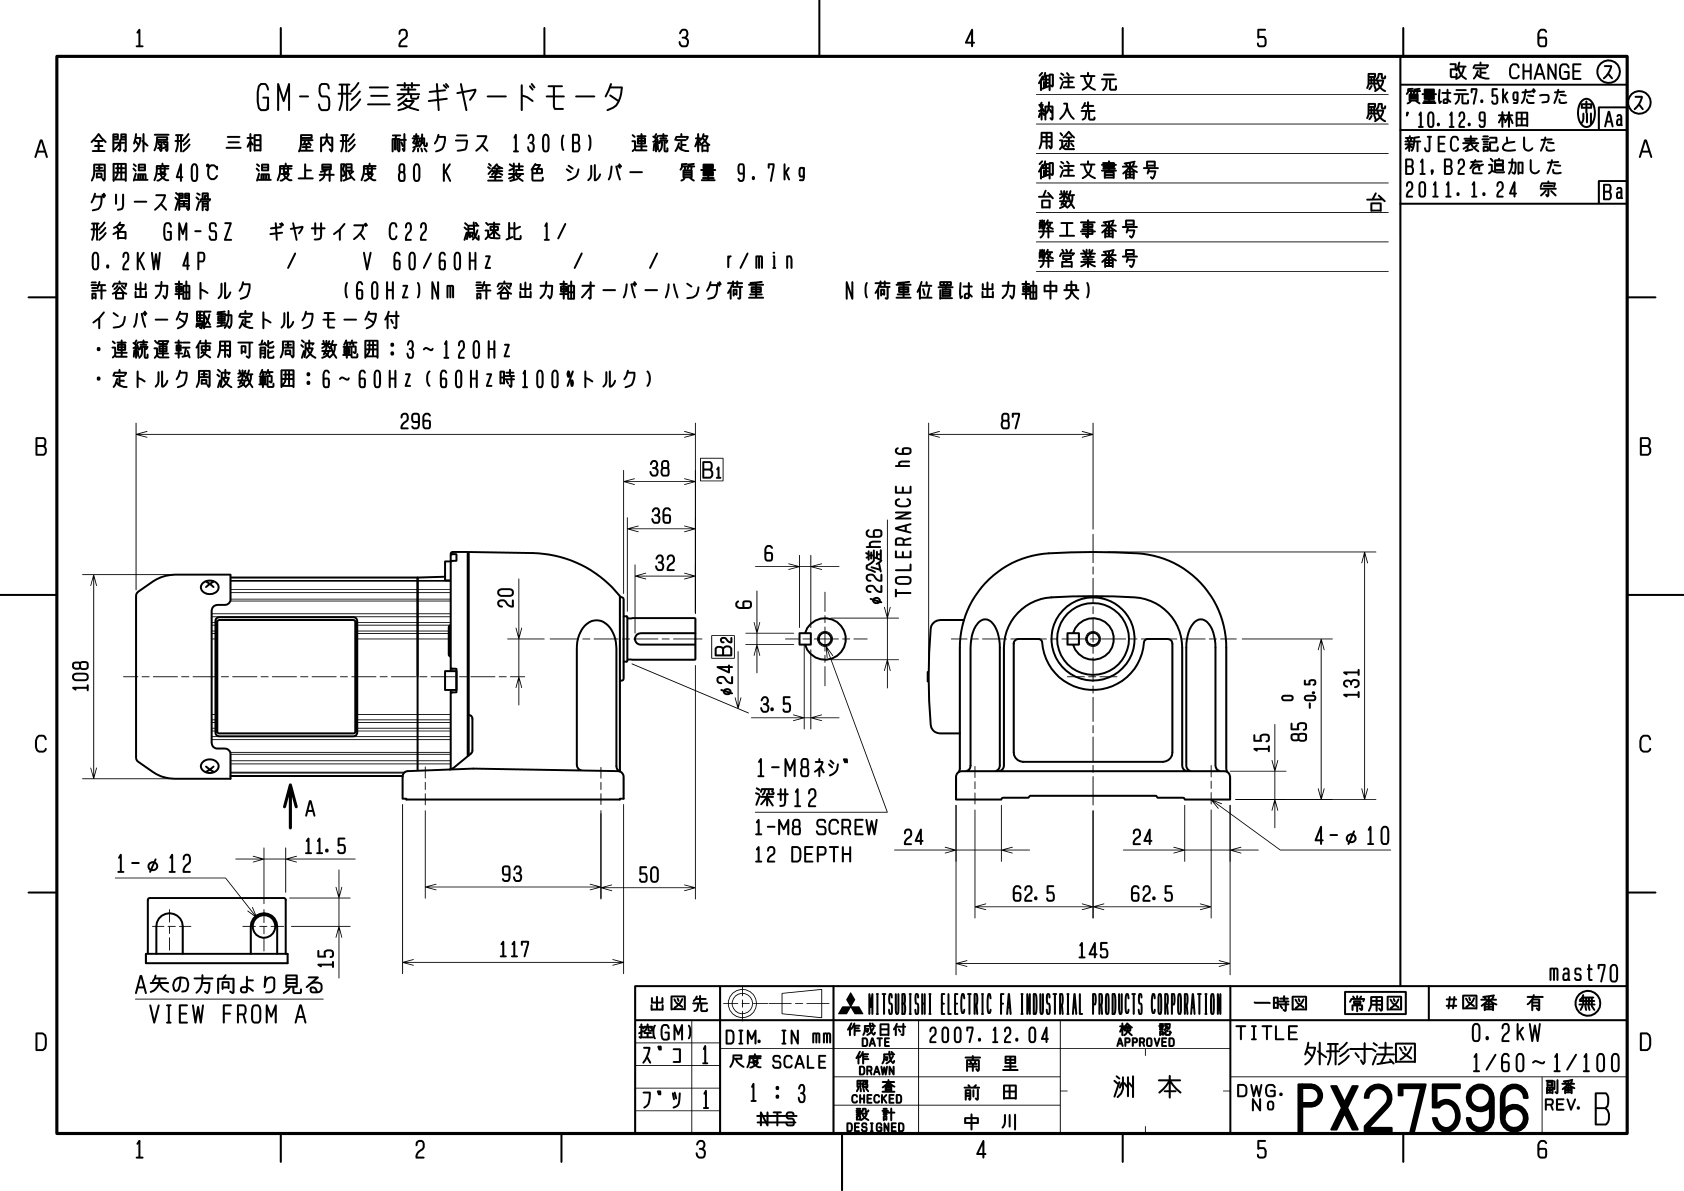 1 2 3 4 5 6
GM-S形三菱ギヤードモータ
全閉外扇形 三相 屋内形 耐熱クラス 130(B) 連続定格
周囲温度40℃ 温度上昇限度 80 K 塗装色 シルバー 質量 9.7kg
グリース潤滑
形名 GM-SZ ギヤサイズ C22 減速比 1/
0.2KW 4P / V 60/60Hz / / r/min
許容出力軸トルク (60Hz)Nm 許容出力軸オーバーハング荷重 N(荷重位置は出力軸中央)
インバータ駆動定トルクモータ付
・連続運転使用可能周波数範囲:3~120Hz
・定トルク周波数範囲:6~60Hz(60Hz時100%トルク)
御注文元 殿
納入先 殿
用途
御注文書番号
台数 台
弊工事番号
弊営業番号
改定 CHANGE ス
質量は元7.5kgだった
'10.12.9 林田 中川 Aa
ス
新JEC表記とした
B1,B2を追加した
2011.1.24 宗 Ba
A A
B B
C C
D D
296
38 B1
36
32
20
108
φ24 B2
A
6
6
3.5
φ22公差h6
TOLERANCE h6
1-M8ネジ
深サ12
1-M8 SCREW
12 DEPTH
93
50
117
87
131
85 0 -0.5
15
24
24
4-φ10
62.5 62.5
145
1-φ12
11.5
15
A矢の方向より見る
VIEW FROM A
mast70
出図先
控(GM)
ズコ 1
ブツ 1
DIM. IN mm
尺度 SCALE
1 : 3
NTS
MITSUBISHI ELECTRIC FA INDUSTRIAL PRODUCTS CORPORATION
作成日付
DATE
2007.12.04
作成
DRAWN
南里
照査
CHECKED
前田
設計
DESIGNED
中川
検認
APPROVED
洲本
一時図 常用図 #図番 有 無
TITLE
外形寸法図
0.2kW
1/60~1/100
DWG.
No
PX27596
副番
REV.
B
1 2 3 4 5 6